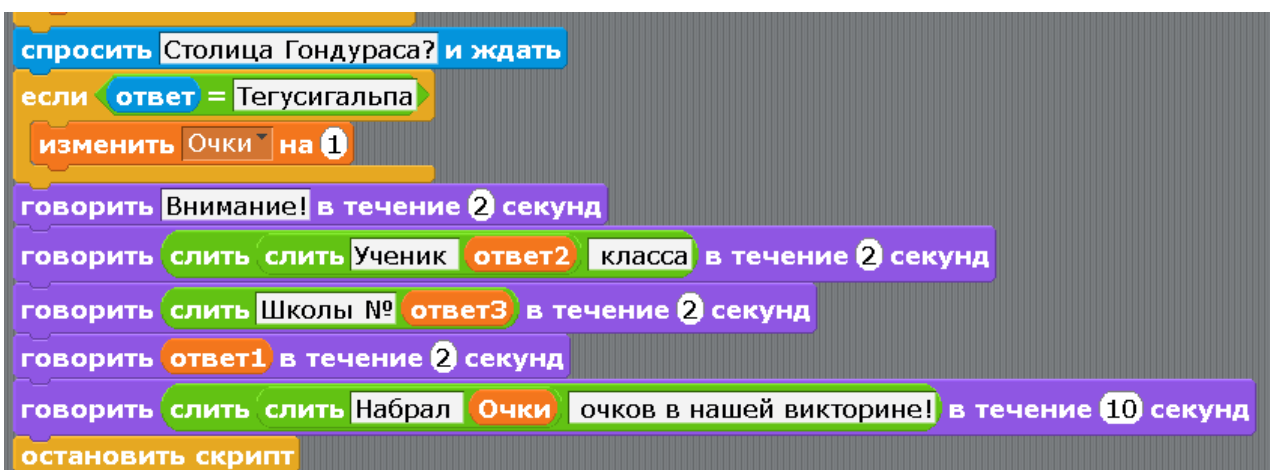 спросить Столица Гондураса? и ждать
если ответ = Тегусигальпа
изменить Очки на 1
говорить Внимание! в течение 2 секунд
говорить слить слить Ученик ответ2 класса в течение 2 секунд
говорить слить Школы № ответ3 в течение 2 секунд
говорить ответ1 в течение 2 секунд
говорить слить слить Набрал Очки очков в нашей викторине! в течение 10 секунд
остановить скрипт